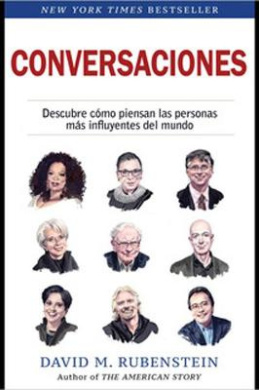 NEW YORK TIMES BESTSELLER
CONVERSACIONES
Descubre cómo piensan las personas
más influyentes del mundo
DAVID M. RUBENSTEIN
Author of THE AMERICAN STORY